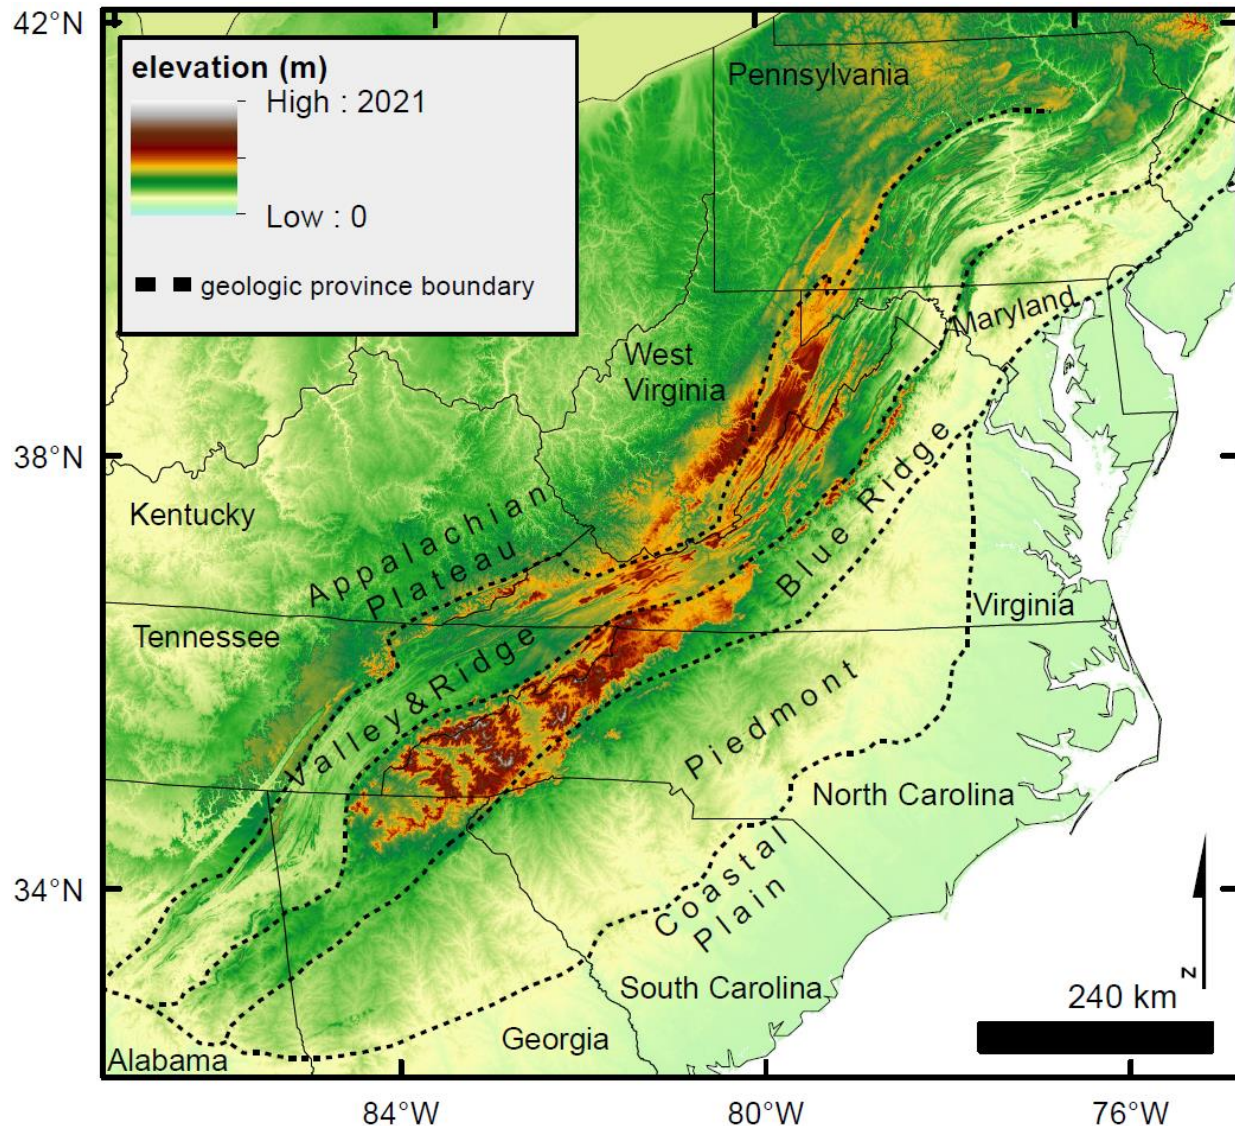 42°N
elevation (m)
High : 2021
Low : 0
geologic province boundary
Pennsylvania
Maryland
West
Virginia
38°N
Kentucky
Appalachian
Plateau
Blue Ridge
Tennessee
Valley&Ridge
Virginia
Piedmont
North Carolina
34°N
Coastal
Plain
South Carolina
240 km
N
Georgia
Alabama
84°W
80°W
76°W